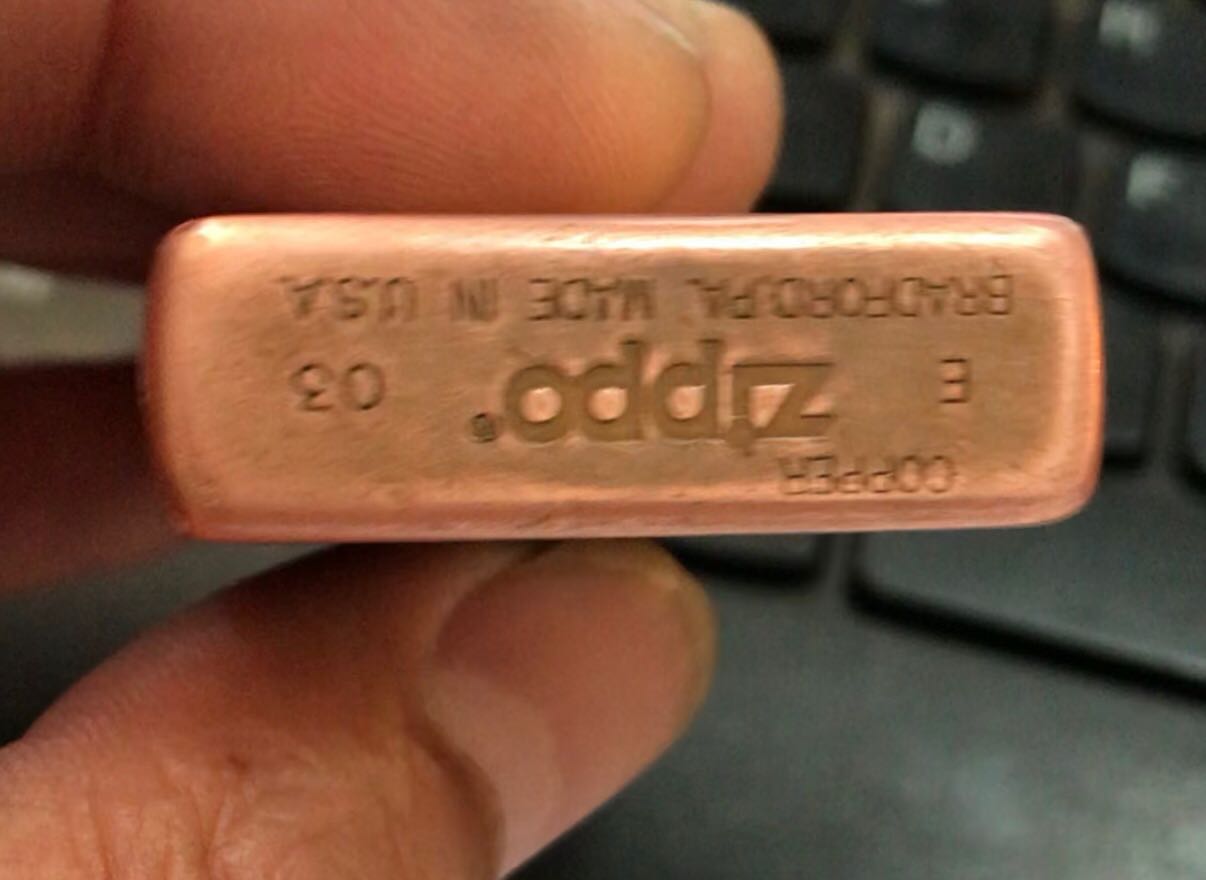 COPPER
E zippo® 03
BRADFORD,PA. MADE IN U.S.A.
D F